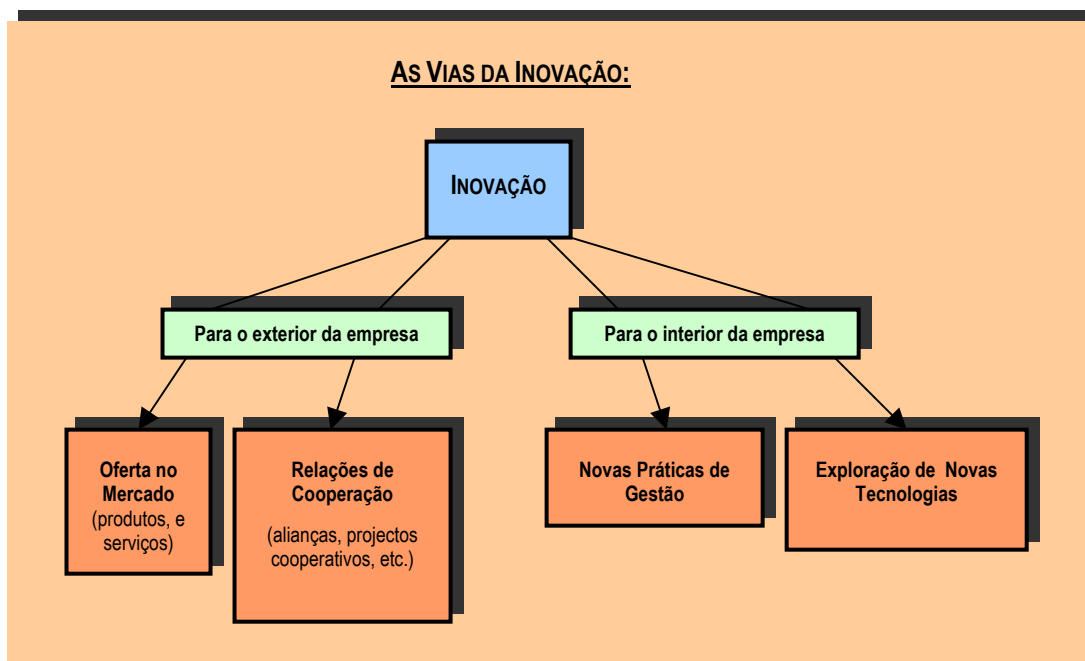 AS VIAS DA INOVAÇÃO:
INOVAÇÃO
Para o exterior da empresa
Para o interior da empresa
Oferta no
Mercado
(produtos, e
serviços)
Relações de
Cooperação
(alianças, projectos
cooperativos, etc.)
Novas Práticas de
Gestão
Exploração de Novas
Tecnologias